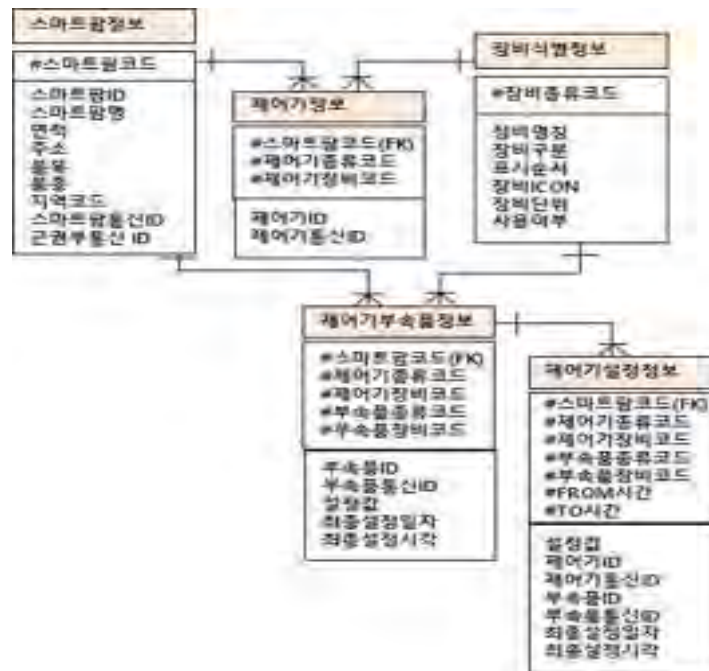 스마트팜정보
#스마트팜코드
스마트팜ID
스마트팜명
면적
주소
품목
품종
지역코드
스마트팜통신ID
근권부통신 ID
제어기정보
#스마트팜코드(FK)
#제어기종류코드
#제어기장비코드
제어기ID
제어기통신ID
장비식별정보
#장비종류코드
장비명칭
장비구분
표시순서
장비ICON
장비단위
사용여부
제어기부속품정보
#스마트팜코드(FK)
#제어기종류코드
#제어기장비코드
#부속품종류코드
#부속품장비코드
부속품ID
부속품통신ID
설정값
최종설정일자
최종설정시각
제어기설정정보
#스마트팜코드(FK)
#제어기종류코드
#제어기장비코드
#부속품종류코드
#부속품장비코드
#FROM시간
#TO시간
설정값
제어기ID
제어기통신ID
부속품ID
부속품통신ID
최종설정일자
최종설정시각